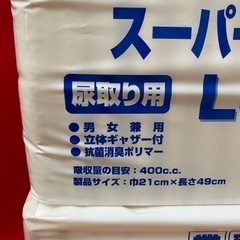 スーパー
尿取り用
L
●男女兼用
●立体ギャザー付
●抗菌消臭ポリマー
吸収量の目安：400c.c.
製品サイズ：巾21cm×長さ49cm